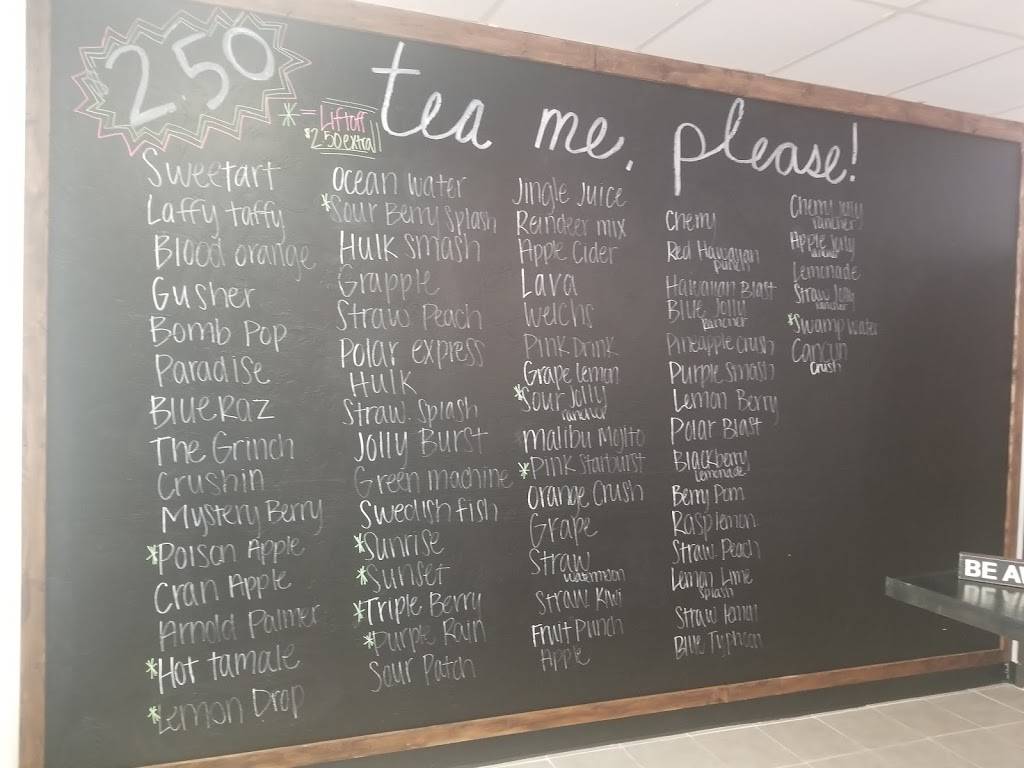 250
* = Liftoff
$2.50 extra!
tea me, please!
Sweetart
Laffy taffy
Blood orange
Gusher
Bomb Pop
Paradise
Blue Raz
The Grinch
Crushin
Mystery Berry
*Poison Apple
Cran Apple
Arnold Palmer
*Hot tamale
*Lemon Drop
Ocean water
*Sour Berry Splash
Hulk smash
Grapple
Straw Peach
Polar express
Hulk
Straw. Splash
Jolly Burst
Green machine
Swedish fish
*Sunrise
*Sunset
*Triple Berry
*Purple Rain
Sour Patch
Jingle Juice
Reindeer mix
Apple Cider
Lava
Welchs
Pink Drink
Grape lemon
*Sour Jolly
rancher
Malibu Mojito
*Pink Starburst
Orange Crush
Grape
Straw
watermelon
Straw Kiwi
Fruit Punch
Apple
Cherry
Red Hawaiian
punch
Hawaiian Blast
Blue Jolly
rancher
Pineapple Crush
Purple smash
Lemon Berry
Polar Blast
Blackberry
lemonade
Berry Pom
Rasp lemon
Straw Peach
Lemon Lime
splash
Straw lemon
Blue Typhoon
Cherry Jolly
rancher
Apple Jolly
Lemonade
Straw Jolly
rancher
*Swamp water
Cancun
Crush
BE A